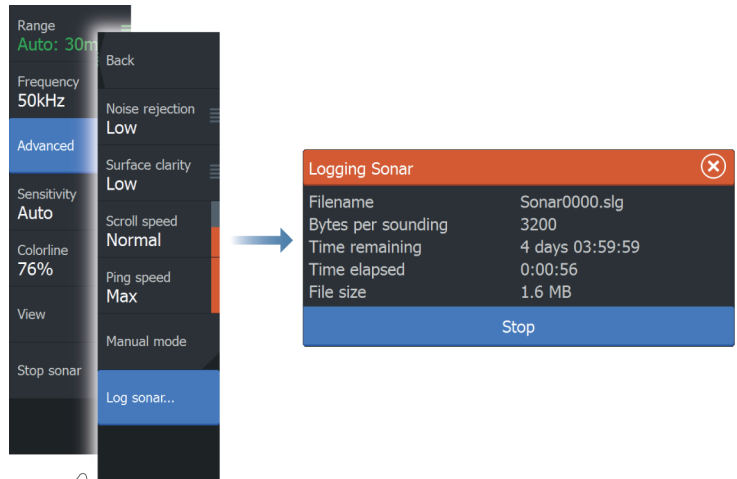 Range
Auto: 30m
Frequency
50kHz
Advanced
Sensitivity
Auto
Colorline
76%
View
Stop sonar
Back
Noise rejection
Low
Surface clarity
Low
Scroll speed
Normal
Ping speed
Max
Manual mode
Log sonar...
Logging Sonar
Filename Sonar0000.slg
Bytes per sounding 3200
Time remaining 4 days 03:59:59
Time elapsed 0:00:56
File size 1.6 MB
Stop